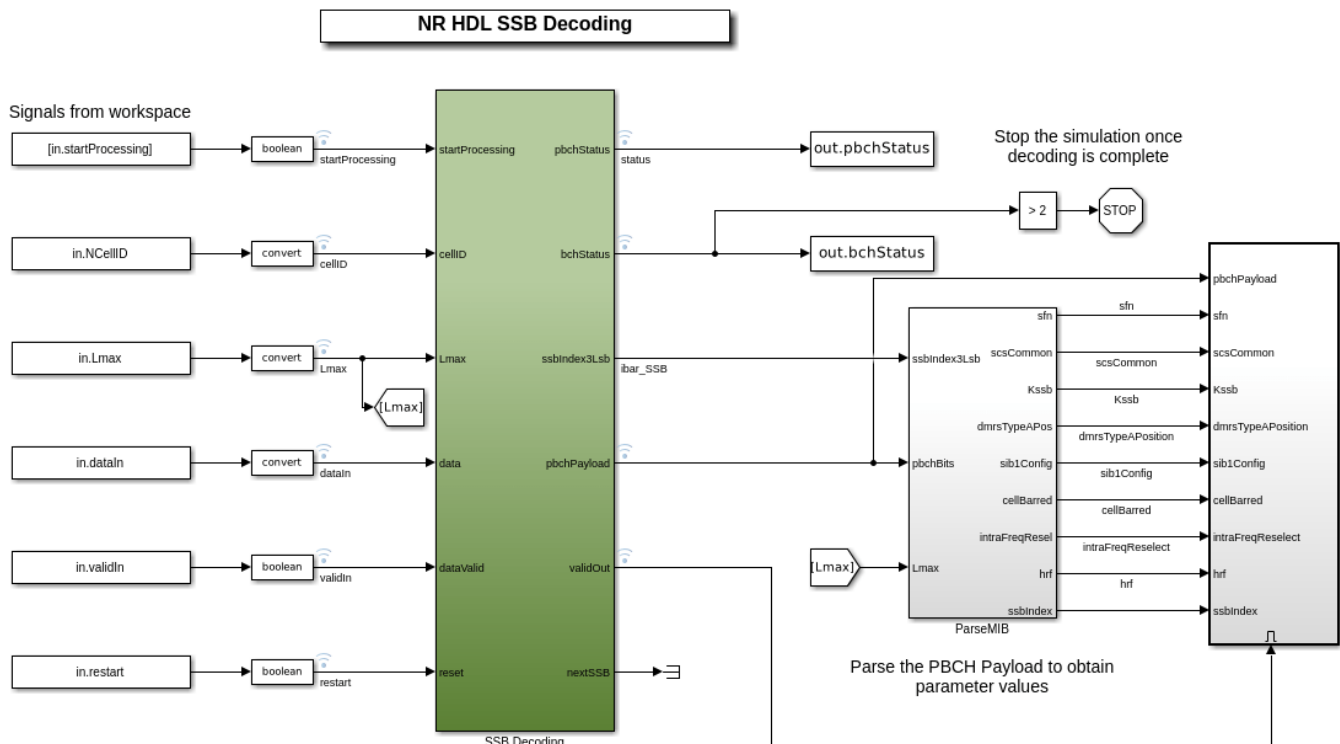 NR HDL SSB Decoding
Signals from workspace
[in.startProcessing]
boolean
startProcessing
in.NCellID
convert
cellID
in.Lmax
convert
Lmax
[Lmax]
in.dataIn
convert
dataIn
in.validIn
boolean
validIn
in.restart
boolean
restart
startProcessing
pbchStatus
cellID
bchStatus
Lmax
ssbIndex3Lsb
data
pbchPayload
dataValid
validOut
reset
nextSSB
SSB Decoding
status
ibar_SSB
out.pbchStatus
out.bchStatus
Stop the simulation once
decoding is complete
> 2
STOP
[Lmax]
ssbIndex3Lsb
pbchBits
Lmax
sfn
scsCommon
Kssb
dmrsTypeAPos
sib1Config
cellBarred
intraFreqResel
hrf
ssbIndex
ParseMIB
sfn
scsCommon
Kssb
dmrsTypeAPosition
sib1Config
cellBarred
intraFreqReselect
hrf
pbchPayload
sfn
scsCommon
Kssb
dmrsTypeAPosition
sib1Config
cellBarred
intraFreqReselect
hrf
ssbIndex
Parse the PBCH Payload to obtain
parameter values